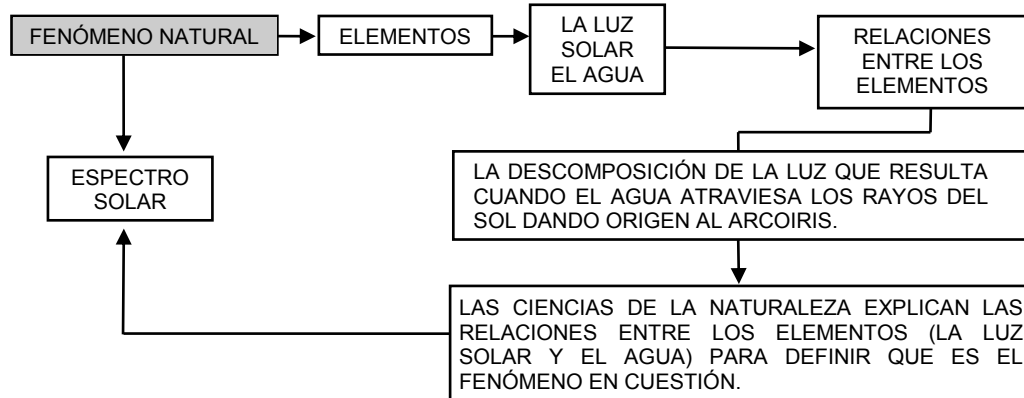 FENÓMENO NATURAL
ELEMENTOS
LA LUZ
SOLAR
EL AGUA
RELACIONES
ENTRE LOS
ELEMENTOS
ESPECTRO
SOLAR
LA DESCOMPOSICIÓN DE LA LUZ QUE RESULTA
CUANDO EL AGUA ATRAVIESA LOS RAYOS DEL
SOL DANDO ORIGEN AL ARCOIRIS.
LAS CIENCIAS DE LA NATURALEZA EXPLICAN LAS
RELACIONES ENTRE LOS ELEMENTOS (LA LUZ
SOLAR Y EL AGUA) PARA DEFINIR QUE ES EL
FENÓMENO EN CUESTIÓN.